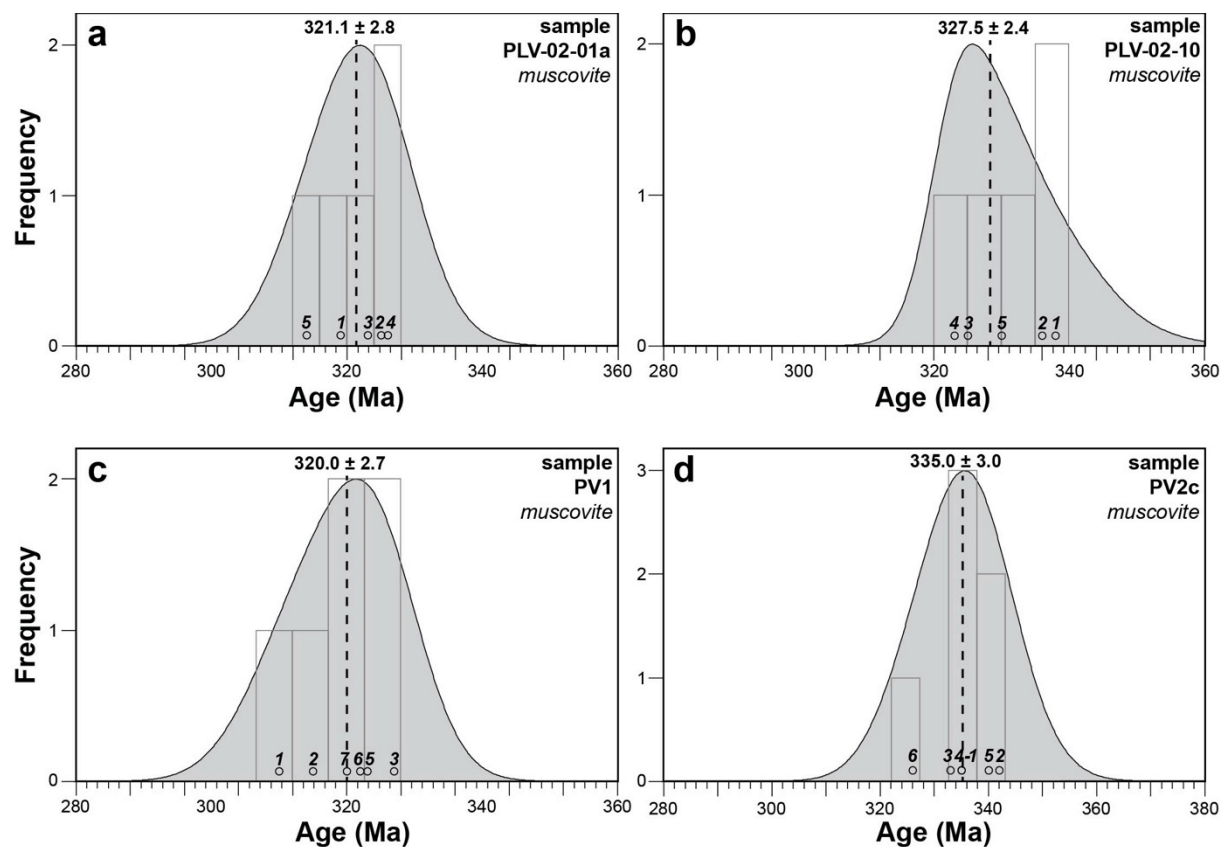 a
321.1 ± 2.8
sample
PLV-02-01a
muscovite
Frequency
2
1
0
5 1 3 2 4
280 300 320 340 360
Age (Ma)
b
327.5 ± 2.4
sample
PLV-02-10
muscovite
2
1
0
4 3 5 2 1
280 300 320 340 360
Age (Ma)
c
320.0 ± 2.7
sample
PV1
muscovite
Frequency
2
1
0
1 2 7 6 5 3
280 300 320 340 360
Age (Ma)
d
335.0 ± 3.0
sample
PV2c
muscovite
3
2
1
0
6 3 4-1 5 2
280 300 320 340 360 380
Age (Ma)